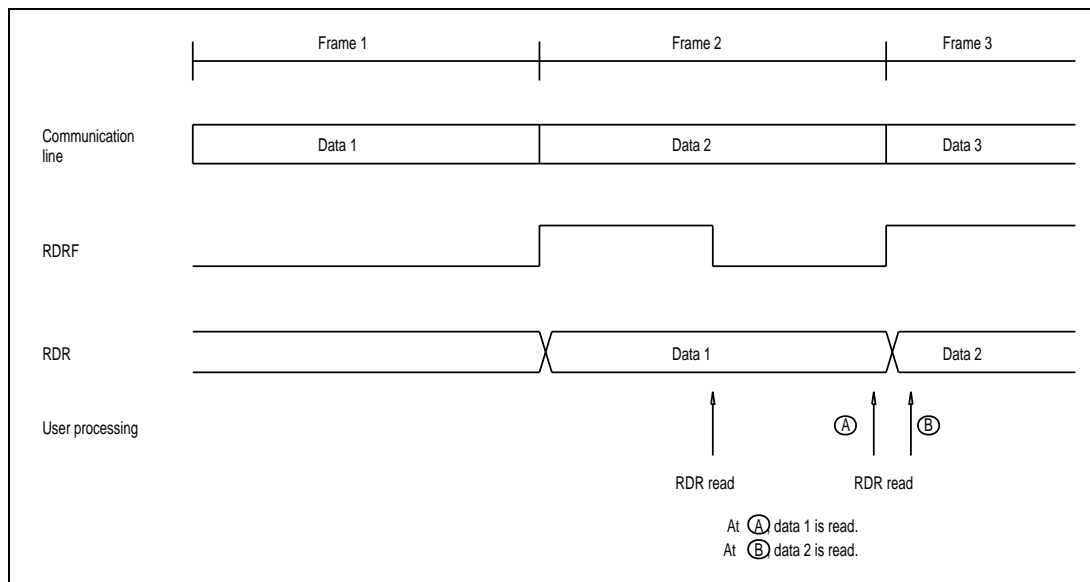 Frame 1 Frame 2 Frame 3
Communication
line
Data 1 Data 2 Data 3
RDRF
RDR
Data 1 Data 2
User processing
A B
RDR read RDR read
At A, data 1 is read.
At B, data 2 is read.